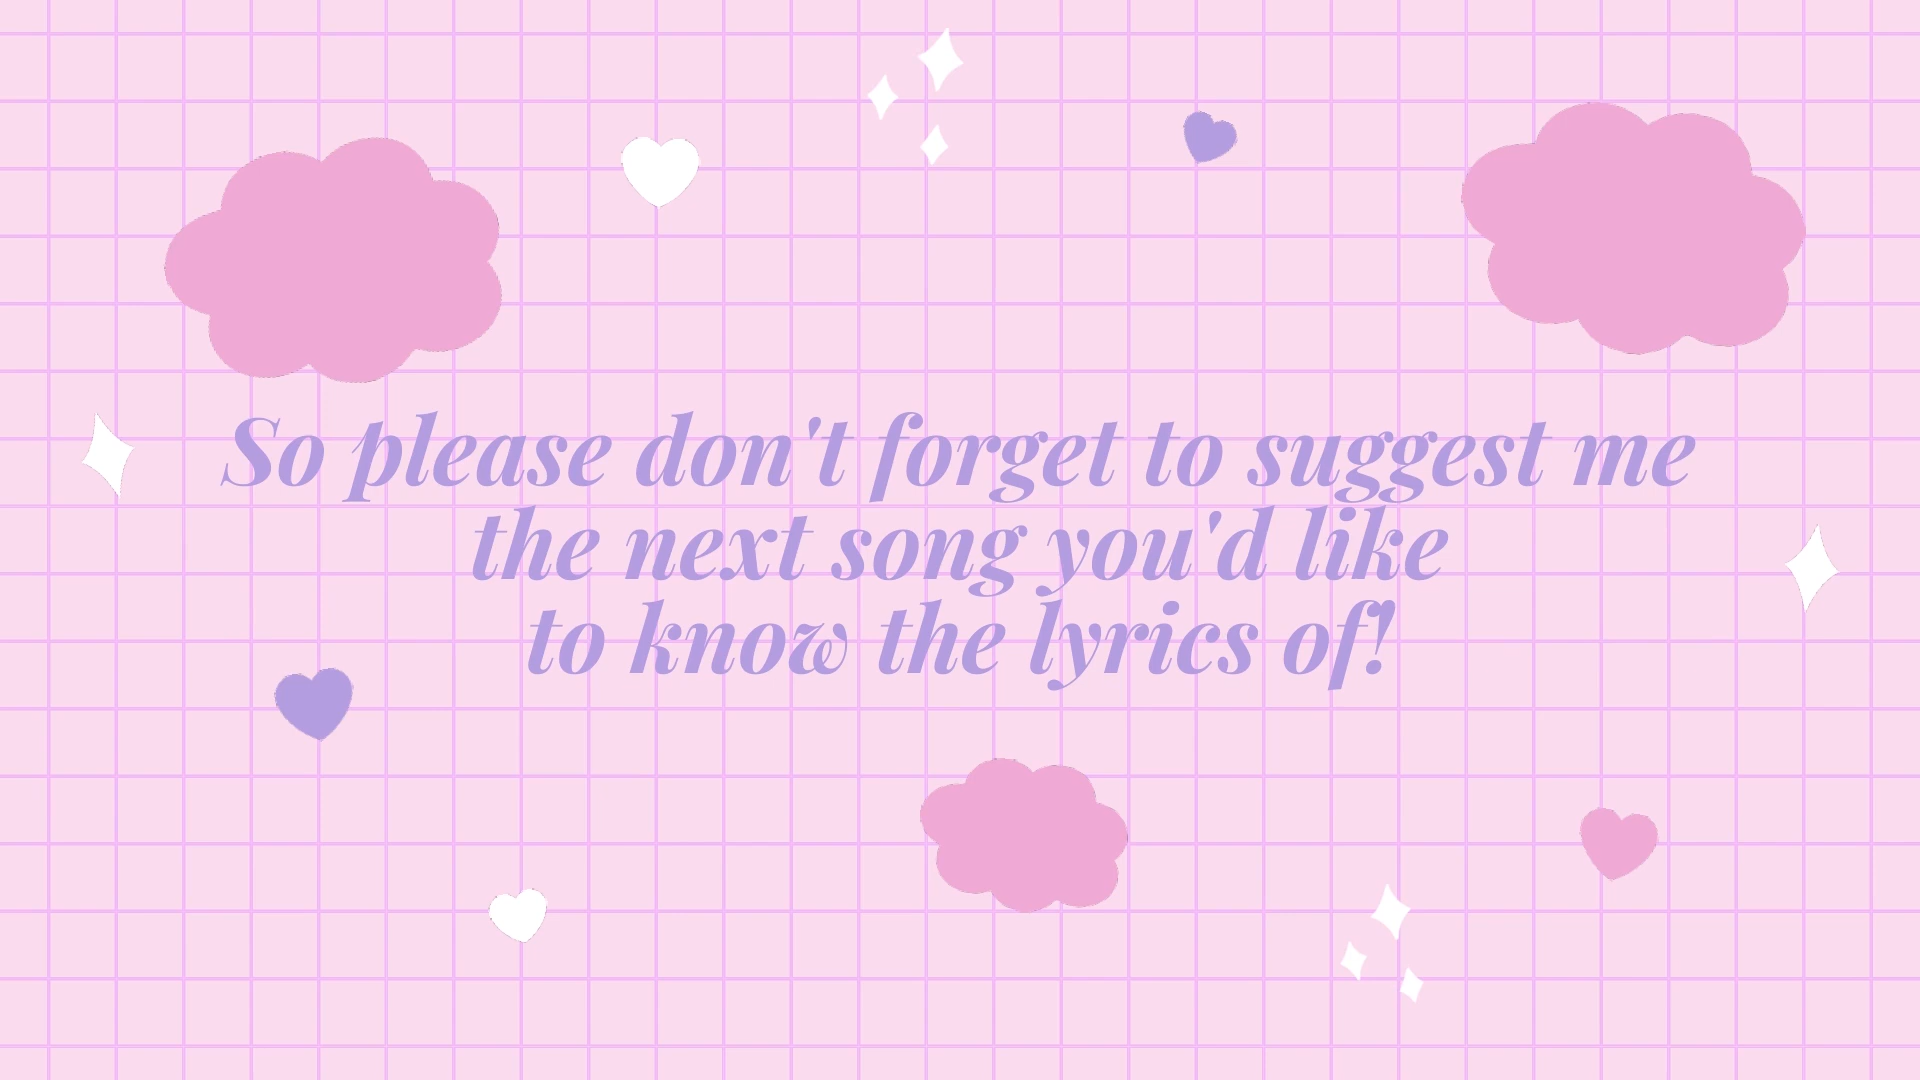 So please don't forget to suggest me
the next song you'd like
to know the lyrics of!